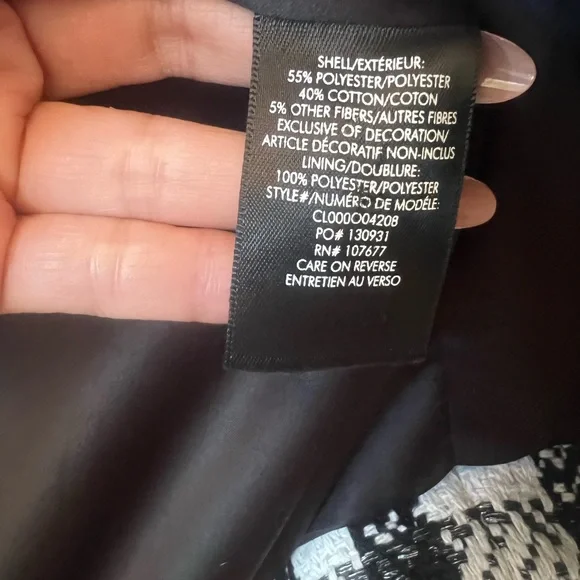 SHELL/EXTÉRIEUR:
55% POLYESTER/POLYESTER
40% COTTON/COTON
5% OTHER FIBERS/AUTRES FIBRES
EXCLUSIVE OF DECORATION/
ARTICLE DÉCORATIF NON-INCLUS
LINING/DOUBLURE:
100% POLYESTER/POLYESTER
STYLE#/NUMÉRO DE MODÈLE:
CL000O04208
PO# 130931
RN# 107677
CARE ON REVERSE
ENTRETIEN AU VERSO